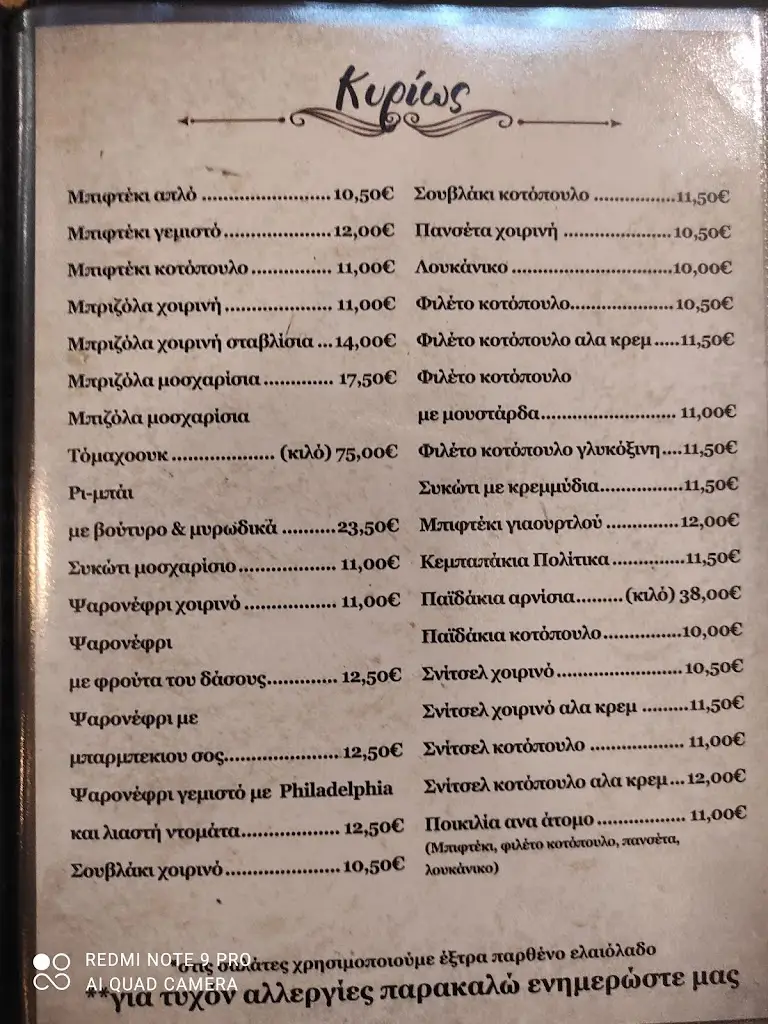 Κυρίως
Μπιφτέκι απλό ........................ 10,50€
Μπιφτέκι γεμιστό.................... 12,00€
Μπιφτέκι κοτόπουλο............... 11,00€
Μπριζόλα χοιρινή.................... 11,00€
Μπριζόλα χοιρινή σταβλίσια ...14,00€
Μπριζόλα μοσχαρίσια ............. 17,50€
Μπιζόλα μοσχαρίσια
Τόμαχοουκ ................... (κιλό) 75,00€
Ρι-μπάι
με βούτυρο & μυρωδικά ..........23,50€
Συκώτι μοσχαρίσιο.................. 11,00€
Ψαρονέφρι χοιρινό ................. 11,00€
Ψαρονέφρι
με φρούτα του δάσους............. 12,50€
Ψαρονέφρι με
μπαρμπεκιου σος...................... 12,50€
Ψαρονέφρι γεμιστό με Philadelphia
και λιαστή ντομάτα.................. 12,50€
Σουβλάκι χοιρινό..................... 10,50€
Σουβλάκι κοτόπουλο ...............11,50€
Πανσέτα χοιρινή ....................10,50€
Λουκάνικο ..............................10,00€
Φιλέτο κοτόπουλο...................10,50€
Φιλέτο κοτόπουλο αλα κρεμ.....11,50€
Φιλέτο κοτόπουλο
με μουστάρδα......................... 11,00€
Φιλέτο κοτόπουλο γλυκόξινη....11,50€
Συκώτι με κρεμμύδια...............11,50€
Μπιφτέκι γιαουρτλού ..............12,00€
Κεμπαπάκια Πολίτικα .............11,50€
Παϊδάκια αρνίσια.........(κιλό) 38,00€
Παϊδάκια κοτόπουλο...............10,00€
Σνίτσελ χοιρινό.......................10,50€
Σνίτσελ χοιρινό αλα κρεμ .........11,50€
Σνίτσελ κοτόπουλο ................. 11,00€
Σνίτσελ κοτόπουλο αλα κρεμ...12,00€
Ποικιλία ανα άτομο ................. 11,00€
(Μπιφτέκι, φιλέτο κοτόπουλο, πανσέτα,
λουκάνικο)
*στις σαλάτες χρησιμοποιούμε έξτρα παρθένο ελαιόλαδο
**για τυχόν αλλεργίες παρακαλώ ενημερώστε μας
REDMI NOTE 9 PRO
AI QUAD CAMERA